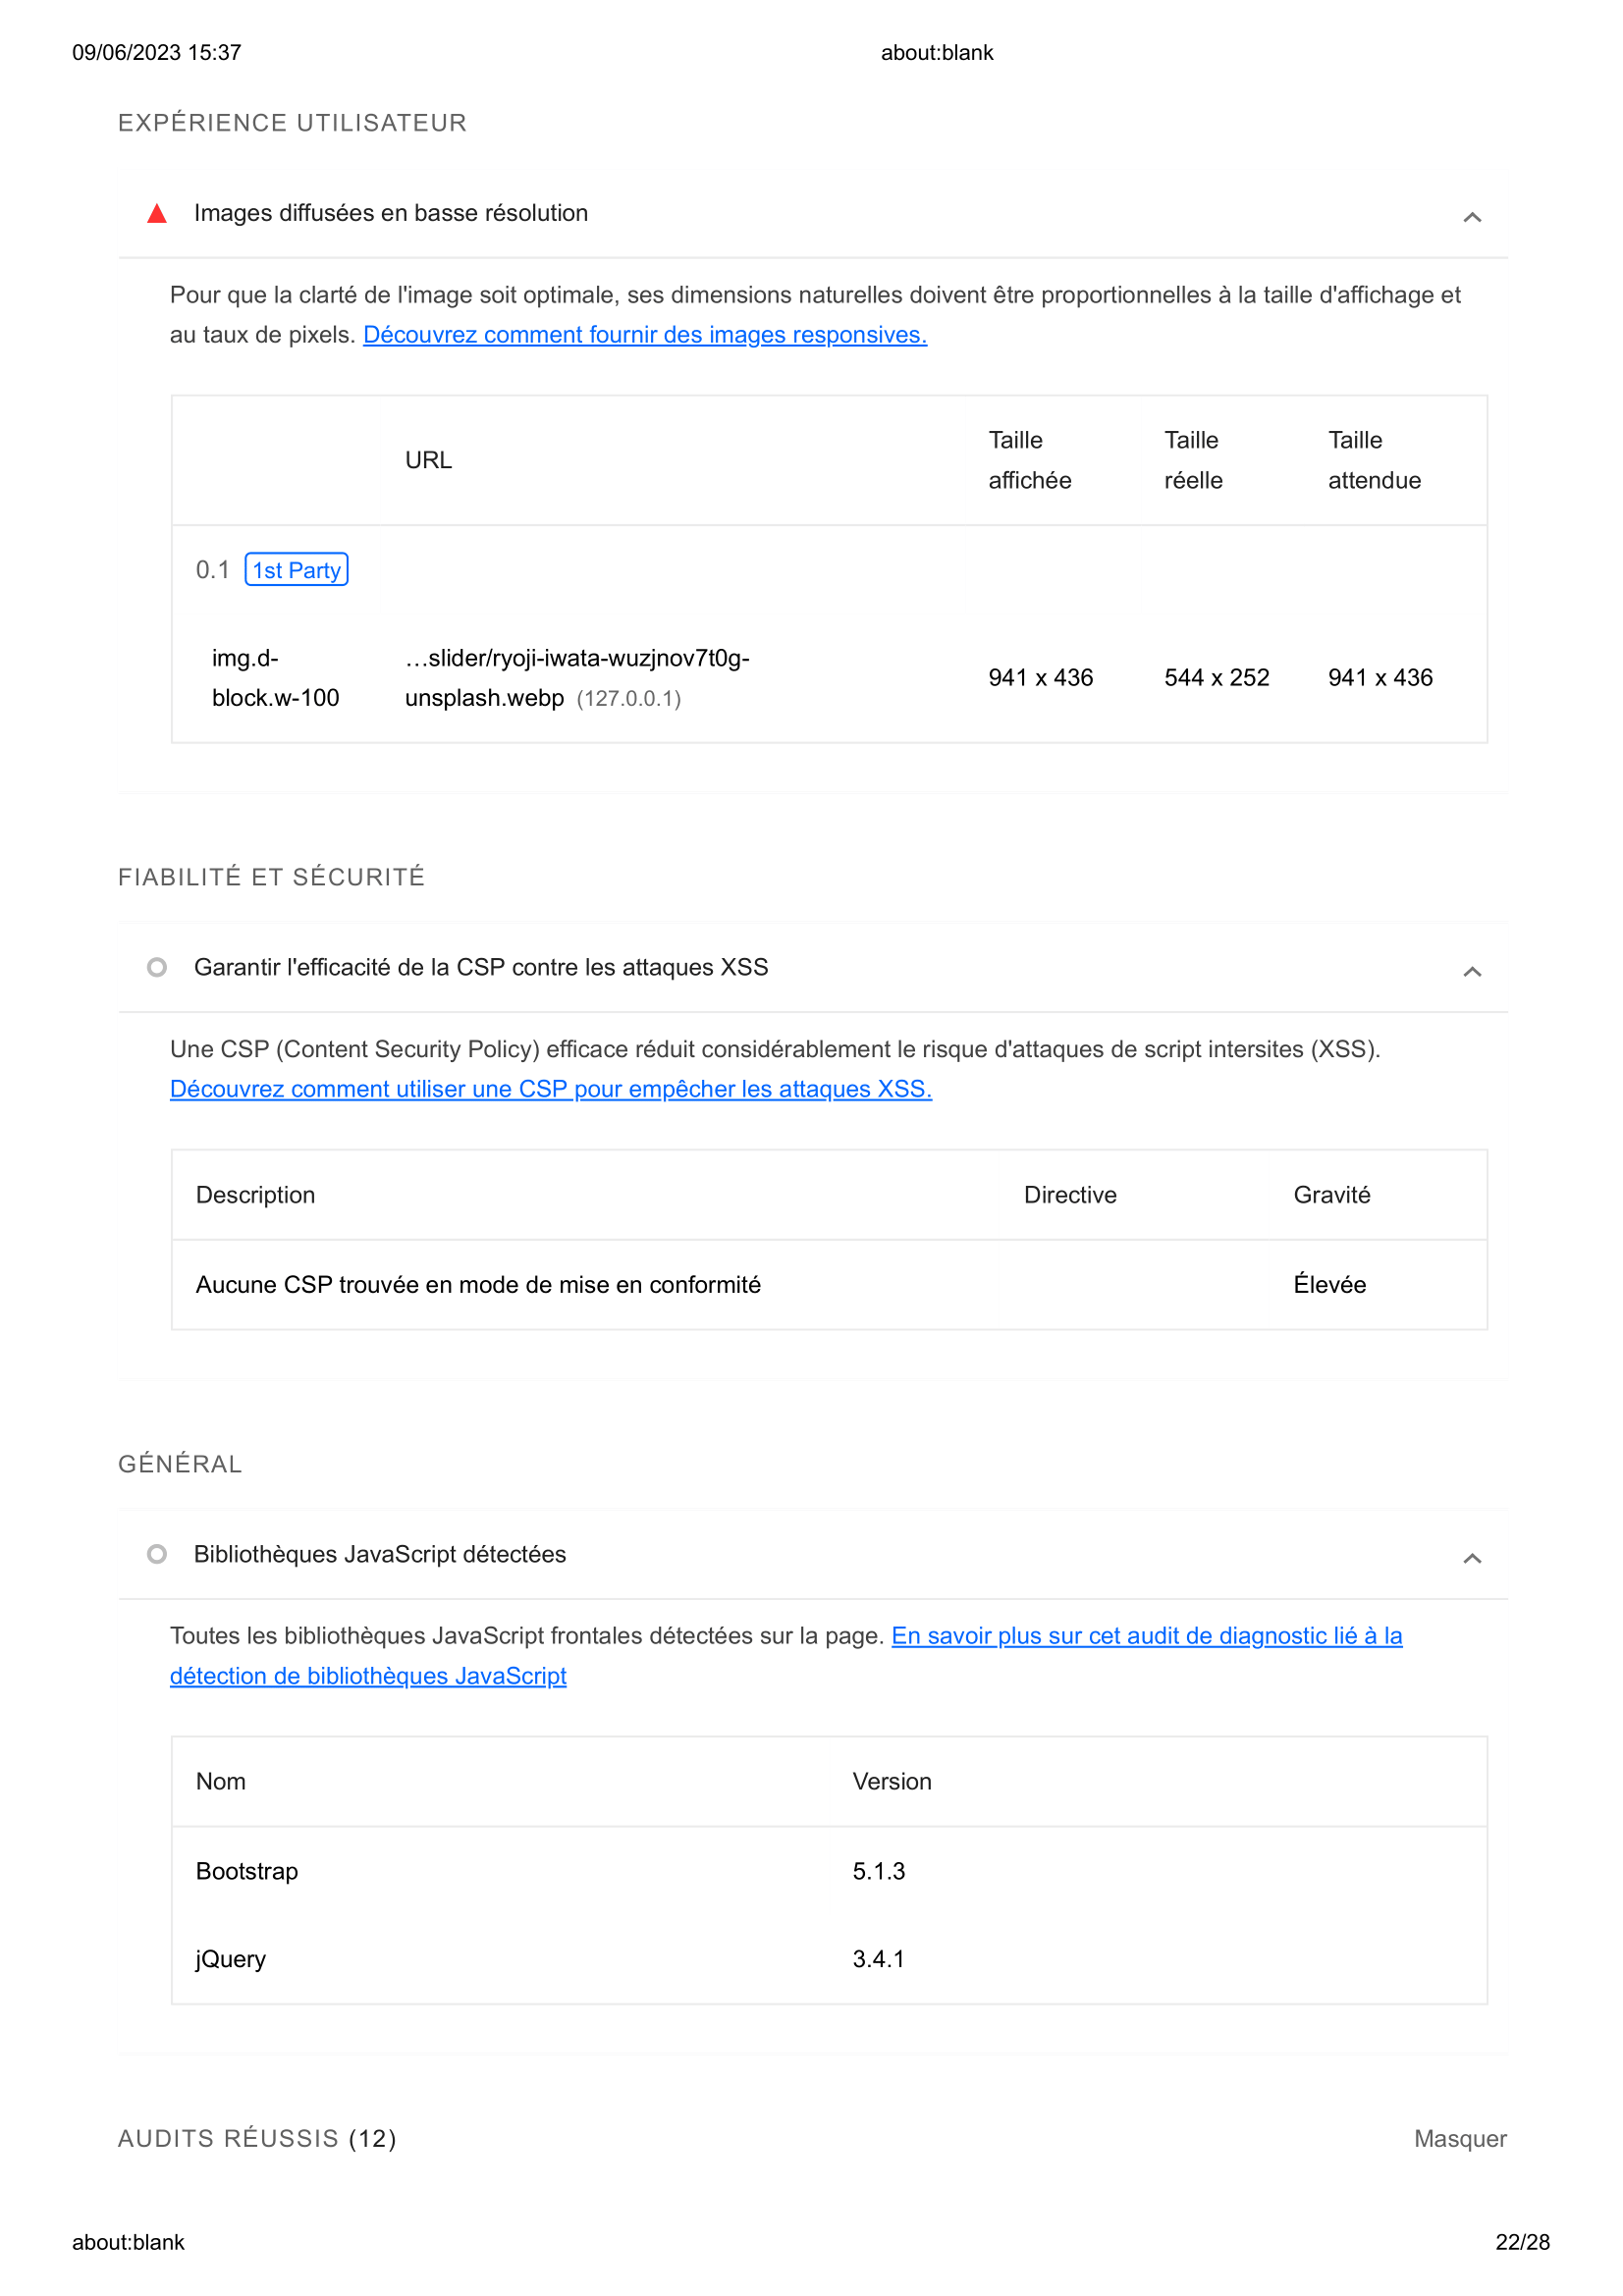 09/06/2023 15:37
about:blank
EXPÉRIENCE UTILISATEUR
Images diffusées en basse résolution
Pour que la clarté de l'image soit optimale, ses dimensions naturelles doivent être proportionnelles à la taille d'affichage et
au taux de pixels. Découvrez comment fournir des images responsives.
URL
Taille affichée
Taille réelle
Taille attendue
0.1 1st Party
img.d-block.w-100
…slider/ryoji-iwata-wuzjnov7t0g-unsplash.webp (127.0.0.1)
941 x 436
544 x 252
941 x 436
FIABILITÉ ET SÉCURITÉ
Garantir l'efficacité de la CSP contre les attaques XSS
Une CSP (Content Security Policy) efficace réduit considérablement le risque d'attaques de script intersites (XSS).
Découvrez comment utiliser une CSP pour empêcher les attaques XSS.
Description Directive Gravité
Aucune CSP trouvée en mode de mise en conformité Élevée
GÉNÉRAL
Bibliothèques JavaScript détectées
Toutes les bibliothèques JavaScript frontales détectées sur la page. En savoir plus sur cet audit de diagnostic lié à la
détection de bibliothèques JavaScript
Nom Version
Bootstrap 5.1.3
jQuery 3.4.1
AUDITS RÉUSSIS (12) Masquer
about:blank 22/28